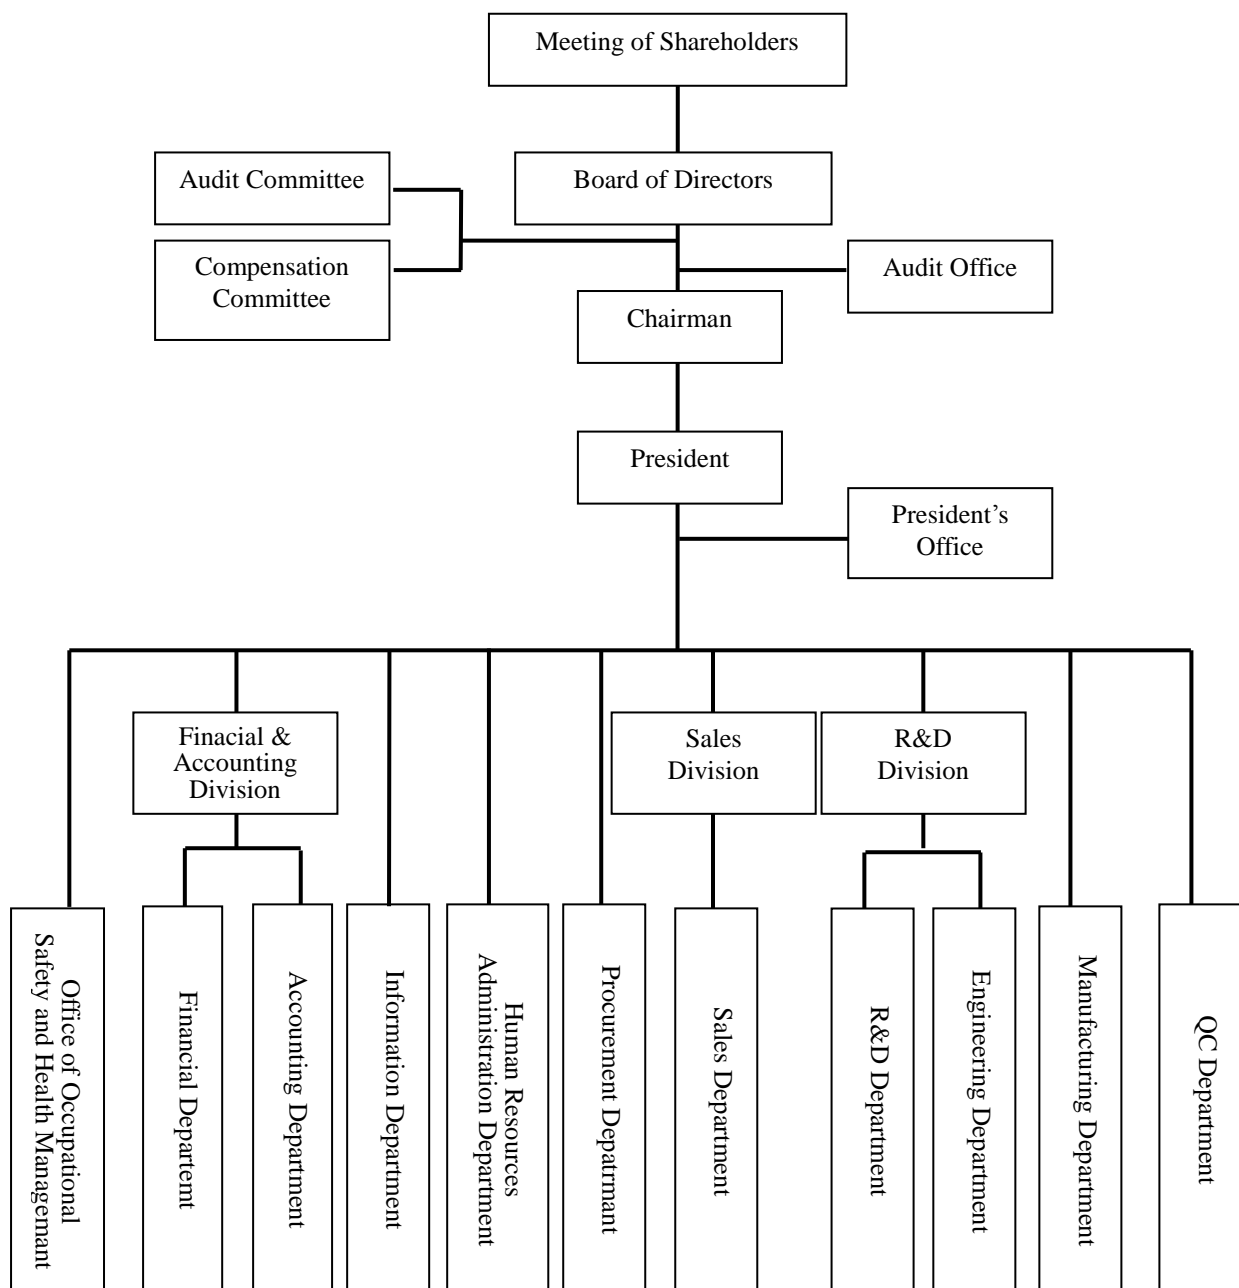 Meeting of Shareholders
Audit Committee
Board of Directors
Compensation
Committee
Audit Office
Chairman
President
President’s
Office
Finacial &
Accounting
Division
Sales
Division
R&D
Division
Office of Occupational
Safety and Health Managemant
Financial Departemt
Accounting Department
Information Department
Human Resources
Administration Department
Procurement Depatrmant
Sales Department
R&D Department
Engineering Department
Manufacturing Department
QC Department